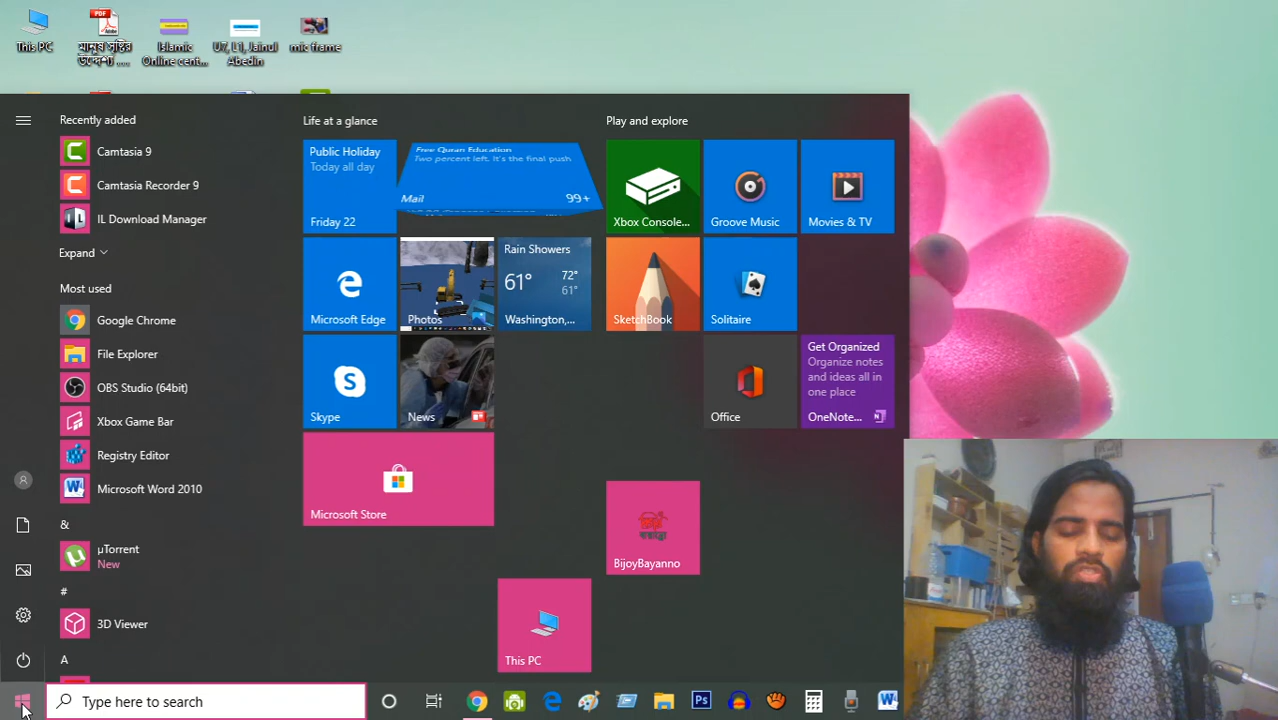 This PC
মানুষ সৃষ্টির
উদ্দেশ্য ....
Islamic
Online cent...
U7, L1, Jainul
Abedin
mic frame
Recently added
Camtasia 9
Camtasia Recorder 9
IL Download Manager
Expand
Most used
Google Chrome
File Explorer
OBS Studio (64bit)
Xbox Game Bar
Registry Editor
Microsoft Word 2010
&
µTorrent
New
#
3D Viewer
A
Life at a glance
Public Holiday
Today all day
Friday 22
Free Quran Education
Two percent left. It's the final push
Mail 99+
Microsoft Edge
Photos
Rain Showers
61° 72°
61°
Washington,...
Skype
News
Microsoft Store
This PC
Play and explore
Xbox Console...
Groove Music
Movies & TV
SketchBook
Solitaire
Office
Get Organized
Organize notes
and ideas all in
one place
OneNote...
BijoyBayanno
Type here to search